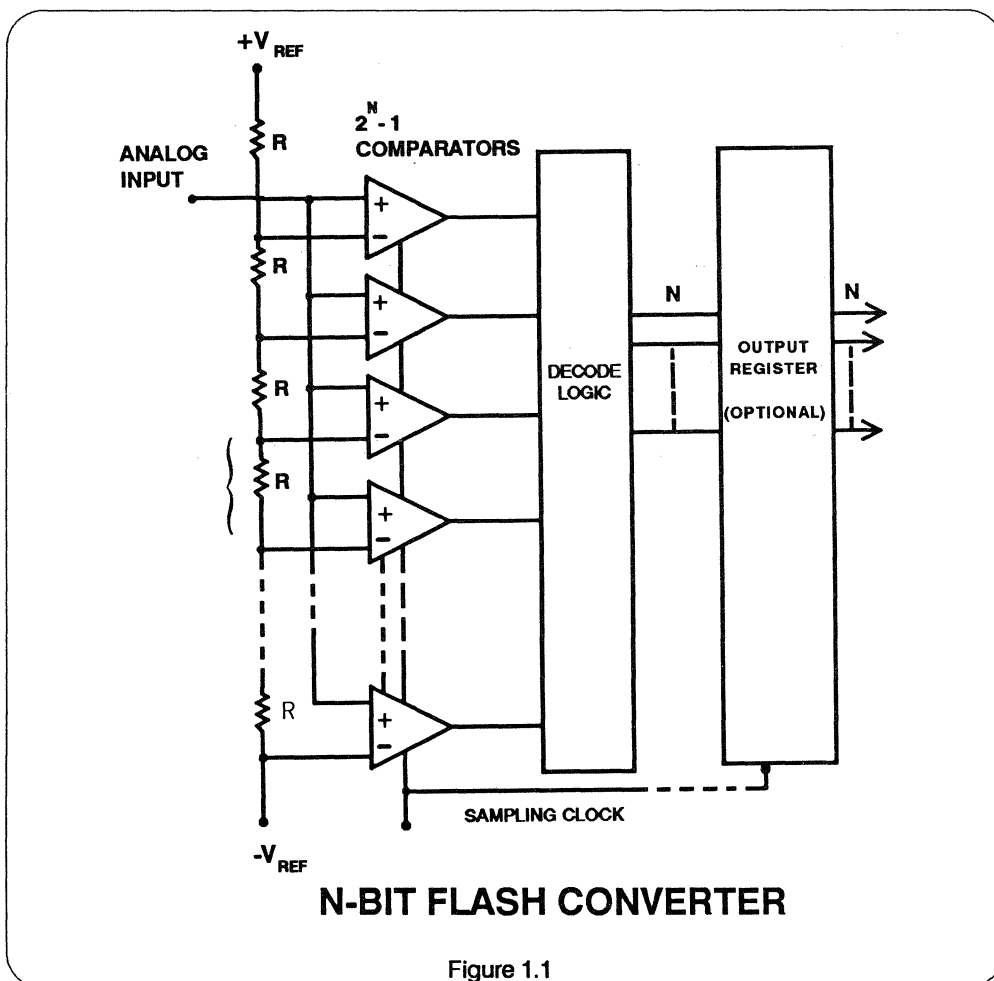 +V REF
R
2^N - 1
COMPARATORS
ANALOG
INPUT
+
−
R
+
−
N
N
R
+
−
DECODE
LOGIC
OUTPUT
REGISTER
(OPTIONAL)
R
+
−
R
+
−
SAMPLING CLOCK
-V REF
N-BIT FLASH CONVERTER
Figure 1.1